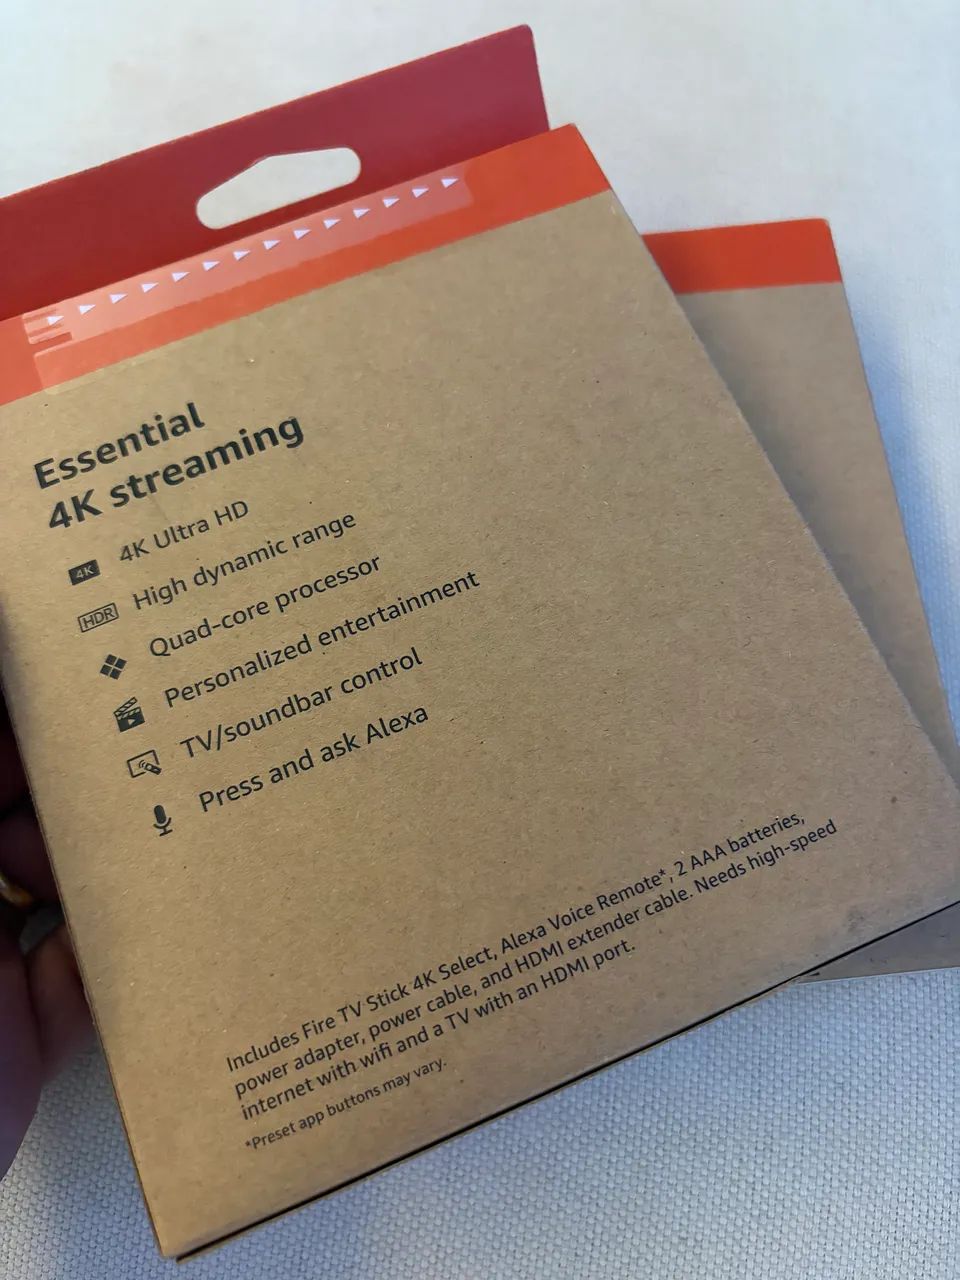 Essential
4K streaming
4K 4K Ultra HD
HDR High dynamic range
Quad-core processor
Personalized entertainment
TV/soundbar control
Press and ask Alexa
Includes Fire TV Stick 4K Select, Alexa Voice Remote*, 2 AAA batteries,
power adapter, power cable, and HDMI extender cable. Needs high-speed
internet with wifi and a TV with an HDMI port.
*Preset app buttons may vary.